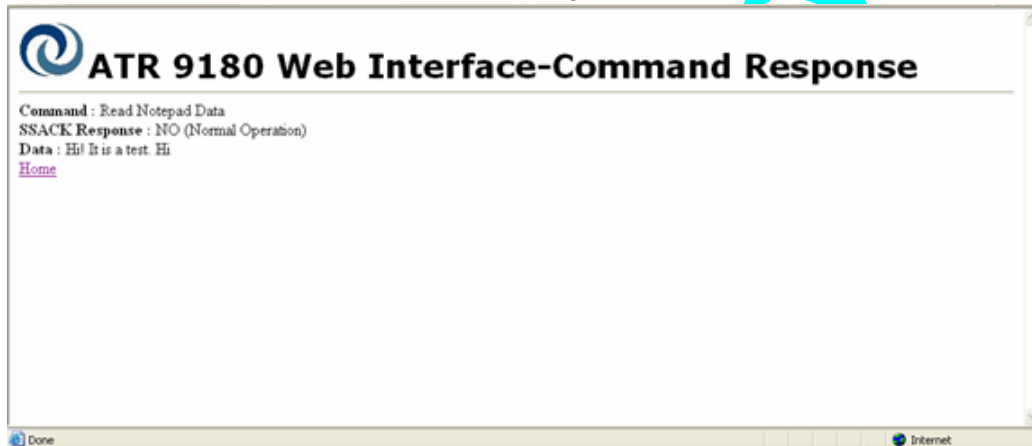 ATR 9180 Web Interface-Command Response
Command : Read Notepad Data
SSACK Response : NO (Normal Operation)
Data : Hi! It is a test. Hi
Home
Done Internet